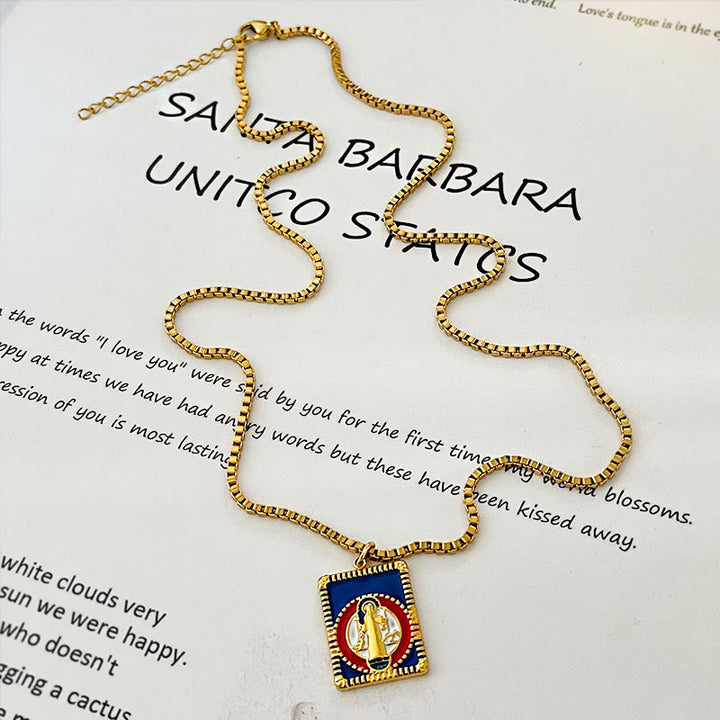 no end. Love's tongue is in the e
SANTA BARBARA
UNITCO STATCS
n the words "I love you" were said by you for the first time my world blossoms.
ppy at times we have had angry words but these have been kissed away.
ression of you is most lasting
white clouds very
sun we were happy.
who doesn't
gging a cactus